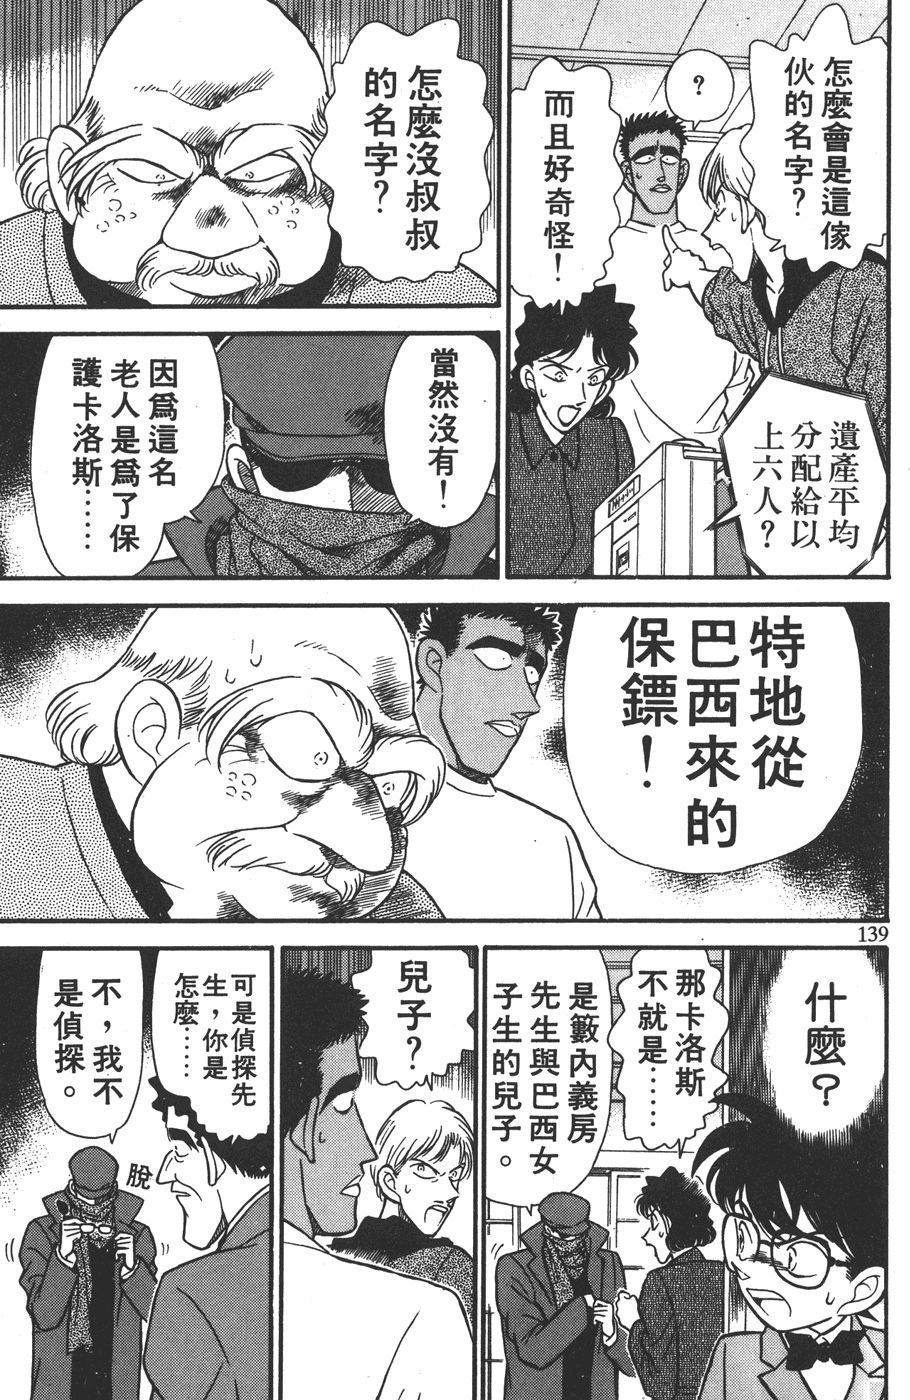 怎麼會是這傢
伙的名字?
?
而且好奇怪!
遺產平均
分配給以
上六人?
怎麼沒叔叔
的名字?
當然沒有!
因爲這名
老人是爲了保
護卡洛斯……
特地從
巴西來的
保鏢!
139
什麼?
那卡洛斯
不就是……
是籔內義房
先生與巴西女
子生的兒子。
兒子?
可是偵探先
生,你是
怎麼……
脫
不,我不
是偵探。